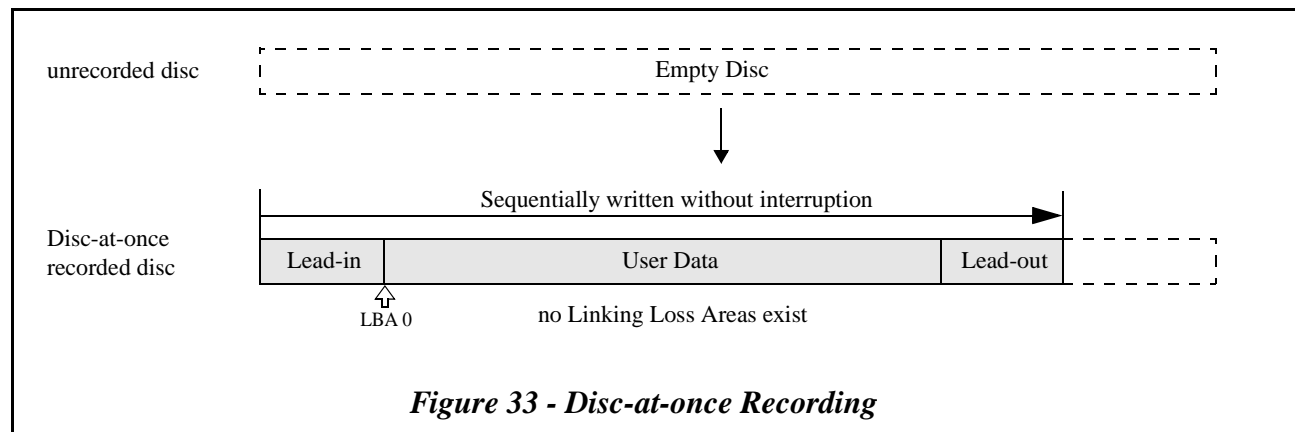 unrecorded disc
Empty Disc
Sequentially written without interruption
Disc-at-once
recorded disc
Lead-in
User Data
Lead-out
LBA 0
no Linking Loss Areas exist
Figure 33 - Disc-at-once Recording